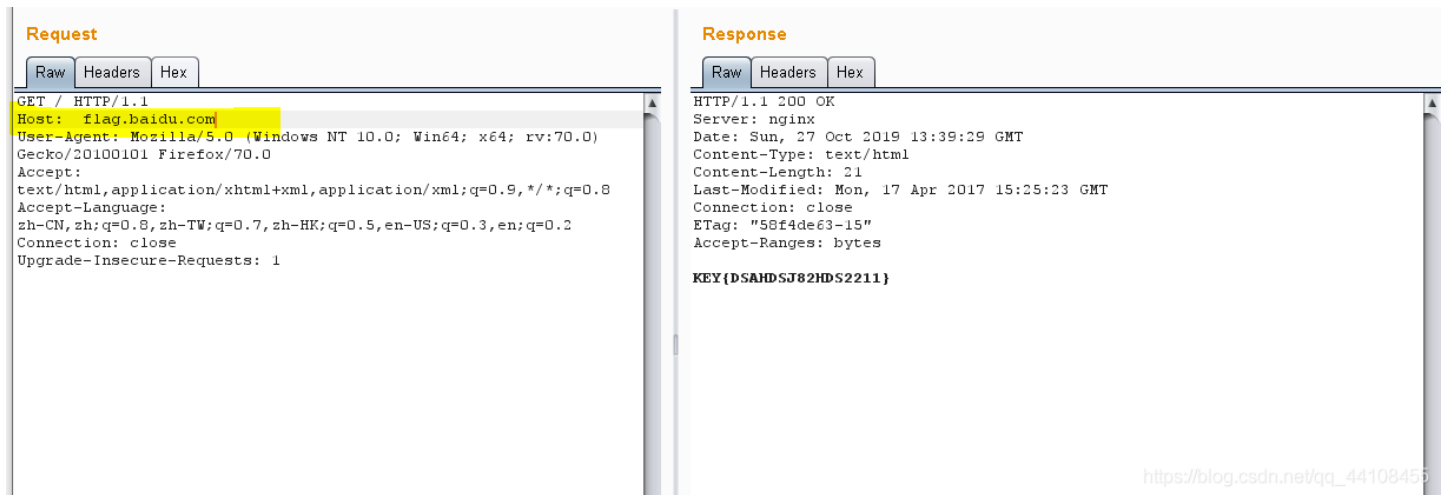 Request
Raw Headers Hex
GET / HTTP/1.1
Host:  flag.baidu.com
User-Agent: Mozilla/5.0 (Windows NT 10.0; Win64; x64; rv:70.0)
Gecko/20100101 Firefox/70.0
Accept:
text/html,application/xhtml+xml,application/xml;q=0.9,*/*;q=0.8
Accept-Language:
zh-CN,zh;q=0.8,zh-TW;q=0.7,zh-HK;q=0.5,en-US;q=0.3,en;q=0.2
Connection: close
Upgrade-Insecure-Requests: 1
Response
Raw Headers Hex
HTTP/1.1 200 OK
Server: nginx
Date: Sun, 27 Oct 2019 13:39:29 GMT
Content-Type: text/html
Content-Length: 21
Last-Modified: Mon, 17 Apr 2017 15:25:23 GMT
Connection: close
ETag: "58f4de63-15"
Accept-Ranges: bytes
KEY{DSAHDSJ82HDS2211}
https://blog.csdn.net/qq_44108455